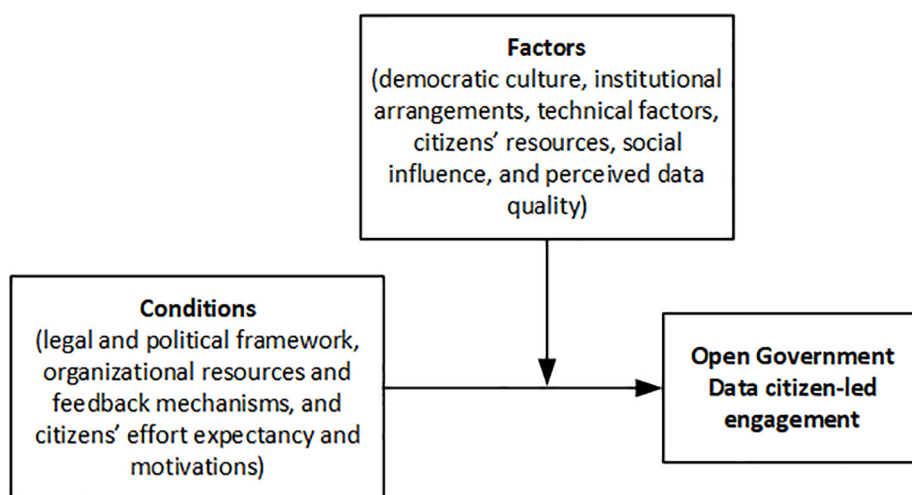 Factors
(democratic culture, institutional
arrangements, technical factors,
citizens’ resources, social
influence, and perceived data
quality)
Conditions
(legal and political framework,
organizational resources and
feedback mechanisms, and
citizens’ effort expectancy and
motivations)
Open Government
Data citizen-led
engagement